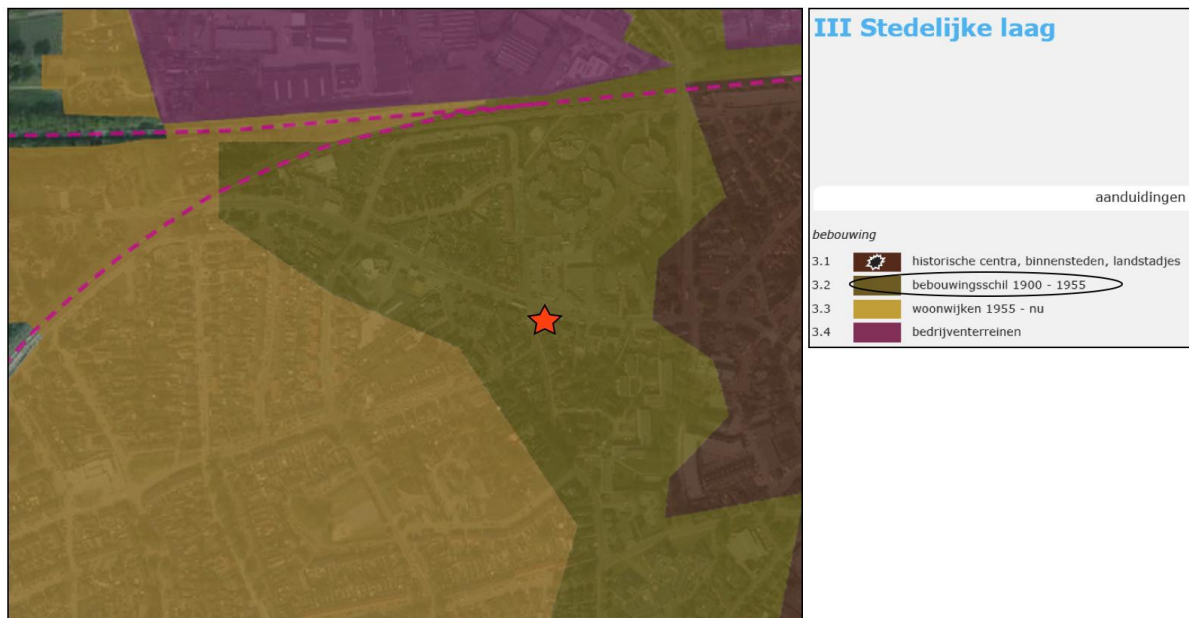 III Stedelijke laag
aanduidingen
bebouwing
3.1 historische centra, binnensteden, landstadjes
3.2 bebouwingsschil 1900 - 1955
3.3 woonwijken 1955 - nu
3.4 bedrijventerreinen